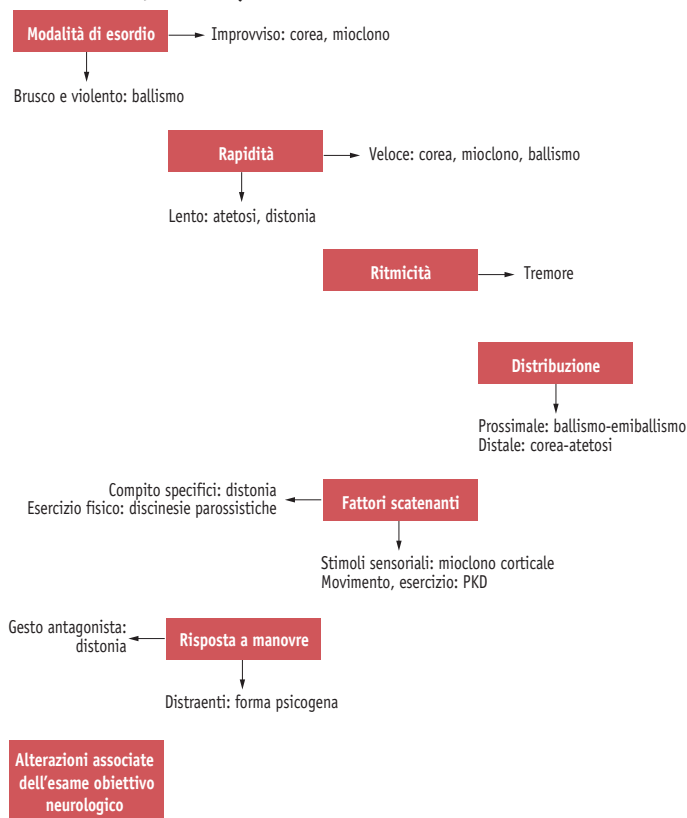 Modalità di esordio
Improvviso: corea, mioclono
Brusco e violento: ballismo
Rapidità
Veloce: corea, mioclono, ballismo
Lento: atetosi, distonia
Ritmicità
Tremore
Distribuzione
Prossimale: ballismo-emiballismo
Distale: corea-atetosi
Compito specifici: distonia
Esercizio fisico: discinesie parossistiche
Fattori scatenanti
Stimoli sensoriali: mioclono corticale
Movimento, esercizio: PKD
Gesto antagonista:
distonia
Risposta a manovre
Distraenti: forma psicogena
Alterazioni associate
dell'esame obiettivo
neurologico